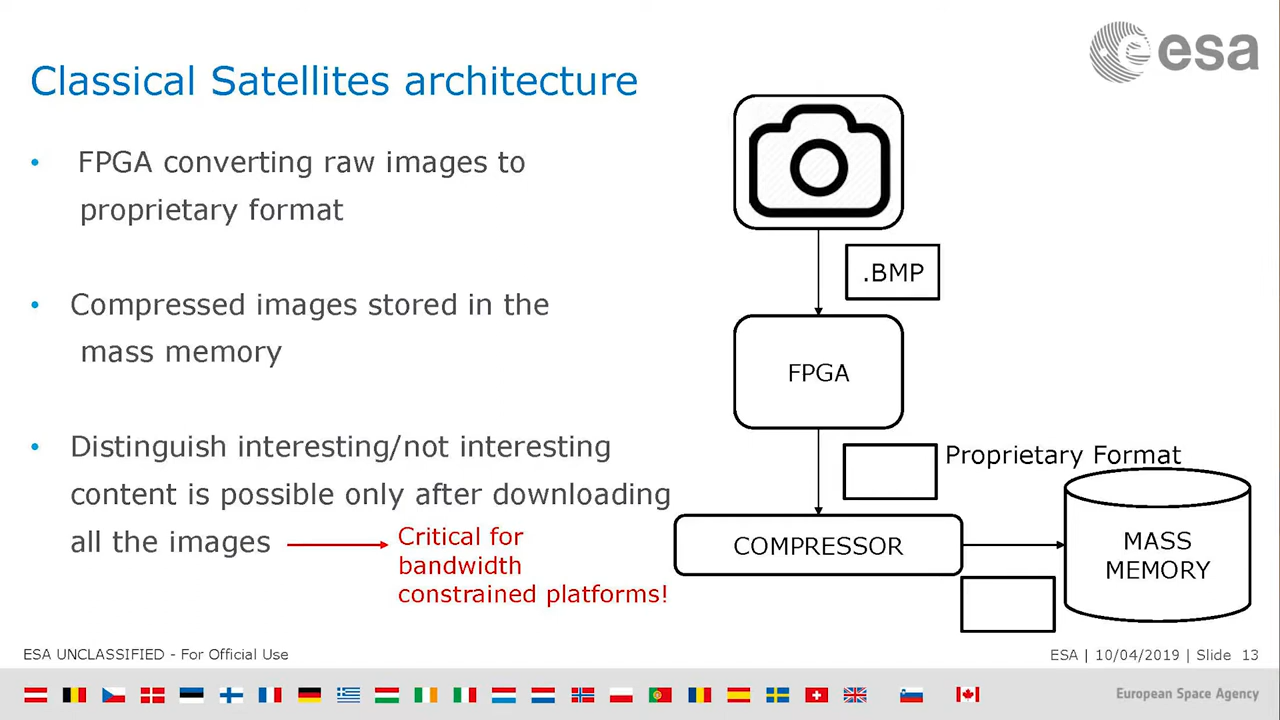 esa
Classical Satellites architecture
• FPGA converting raw images to
proprietary format
• Compressed images stored in the
mass memory
• Distinguish interesting/not interesting
content is possible only after downloading
all the images
Critical for
bandwidth
constrained platforms!
.BMP
FPGA
Proprietary Format
COMPRESSOR
MASS
MEMORY
ESA UNCLASSIFIED - For Official Use
ESA | 10/04/2019 | Slide 13
European Space Agency